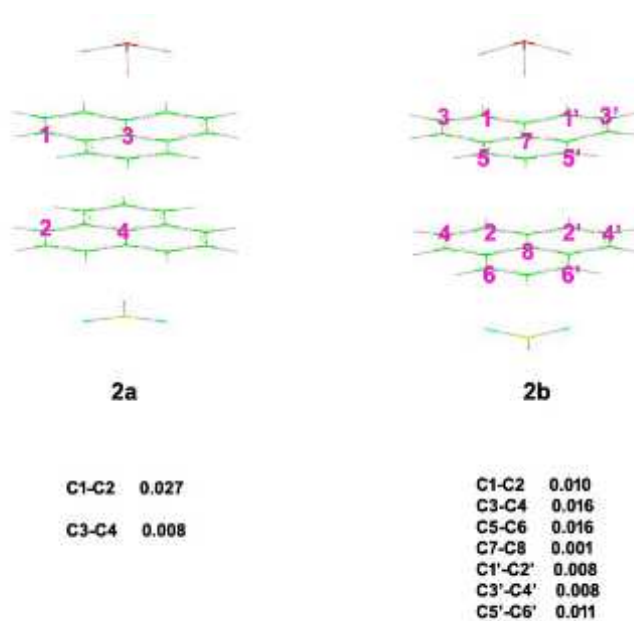 3 1 1' 3'
1 3 7
5 5'
2 4 4 2 2' 4'
8
6 6'
2a 2b
C1-C2 0.027
C3-C4 0.008
C1-C2 0.010
C3-C4 0.016
C5-C6 0.016
C7-C8 0.001
C1'-C2' 0.008
C3'-C4' 0.008
C5'-C6' 0.011